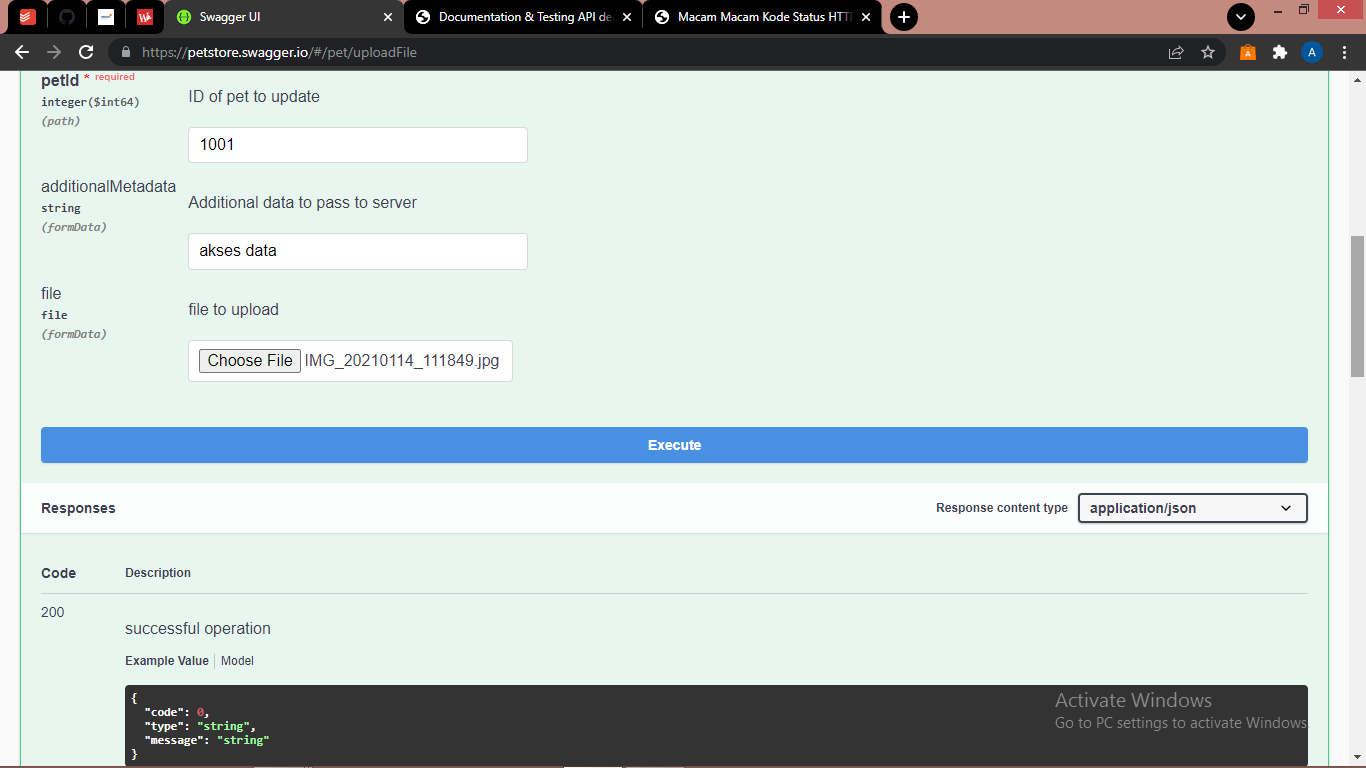 Swagger UI
Documentation & Testing API de
Macam Macam Kode Status HTT
https://petstore.swagger.io/#/pet/uploadFile
A
petId * required
integer($int64)
(path)
ID of pet to update
1001
additionalMetadata
string
(formData)
Additional data to pass to server
akses data
file
file
(formData)
file to upload
Choose File IMG_20210114_111849.jpg
Execute
Responses
Response content type
application/json
Code
Description
200
successful operation
Example Value
Model
{
"code": 0,
"type": "string",
"message": "string"
}
Activate Windows
Go to PC settings to activate Windows